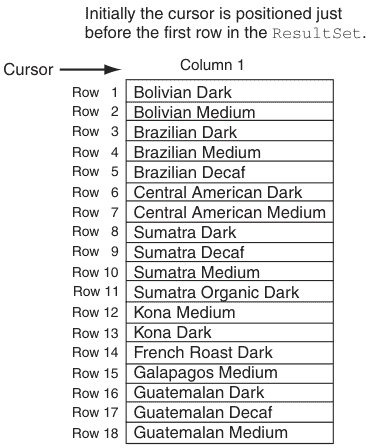 Initially the cursor is positioned just
before the first row in the ResultSet.
Cursor Column 1
Row 1 Bolivian Dark
Row 2 Bolivian Medium
Row 3 Brazilian Dark
Row 4 Brazilian Medium
Row 5 Brazilian Decaf
Row 6 Central American Dark
Row 7 Central American Medium
Row 8 Sumatra Dark
Row 9 Sumatra Decaf
Row 10 Sumatra Medium
Row 11 Sumatra Organic Dark
Row 12 Kona Medium
Row 13 Kona Dark
Row 14 French Roast Dark
Row 15 Galapagos Medium
Row 16 Guatemalan Dark
Row 17 Guatemalan Decaf
Row 18 Guatemalan Medium